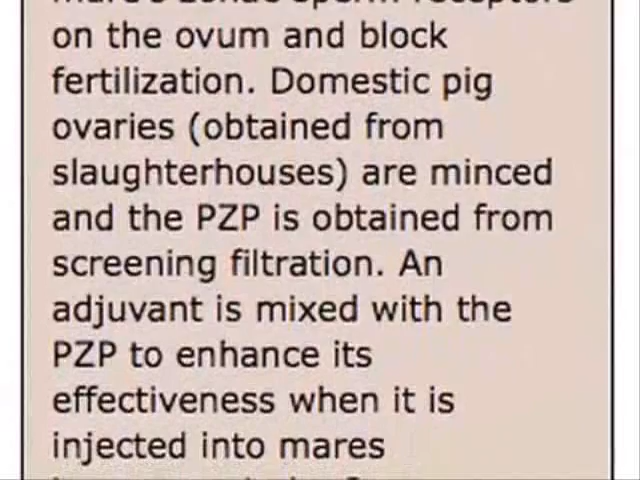 on the ovum and block
fertilization. Domestic pig
ovaries (obtained from
slaughterhouses) are minced
and the PZP is obtained from
screening filtration. An
adjuvant is mixed with the
PZP to enhance its
effectiveness when it is
injected into mares